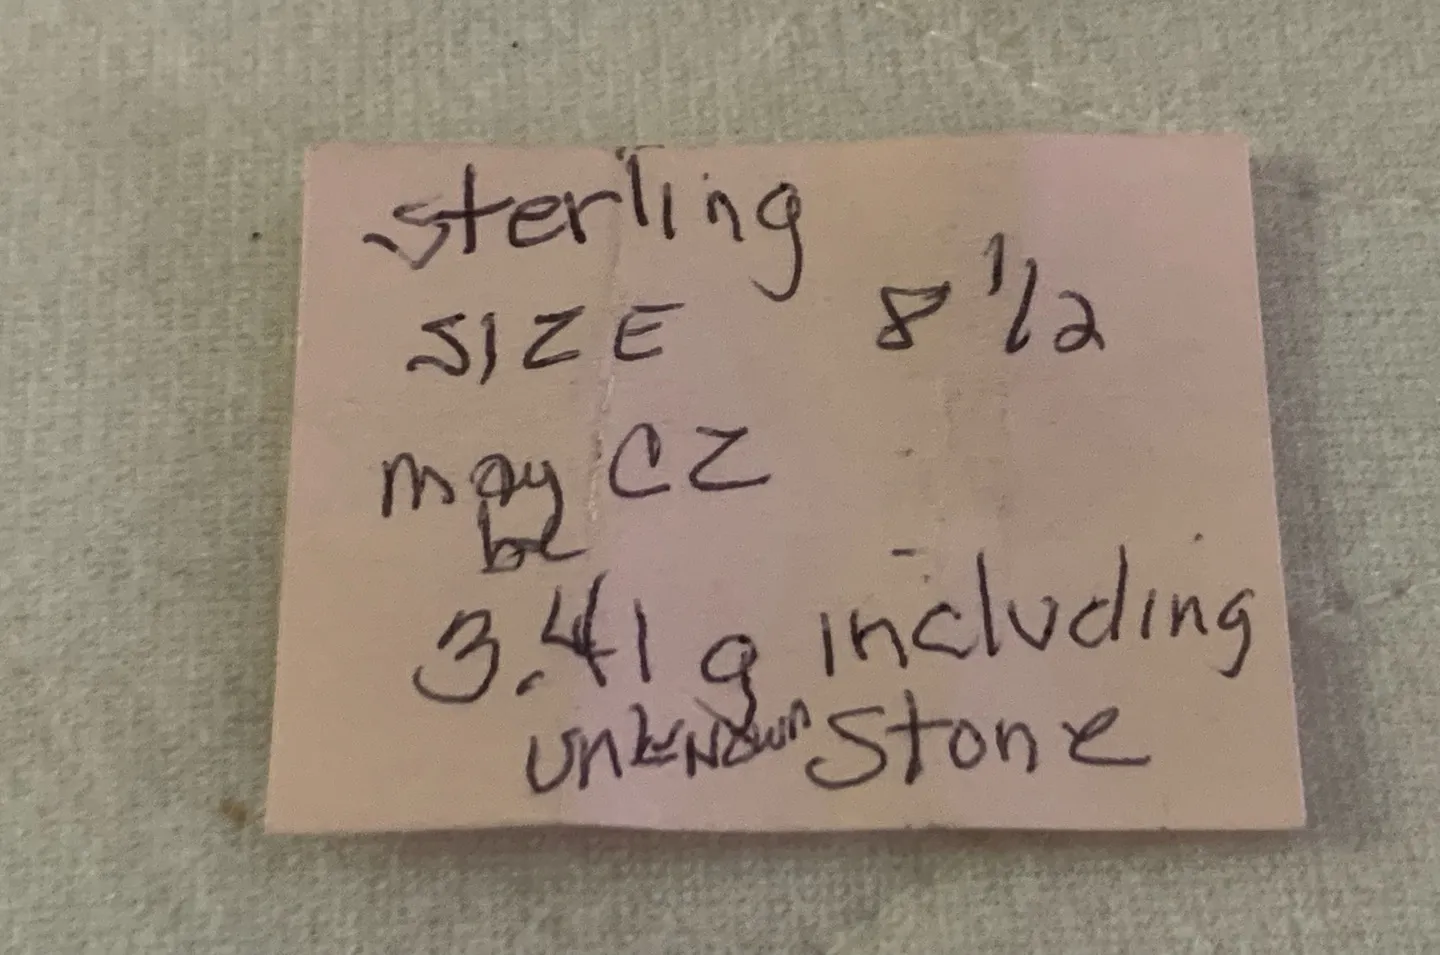 sterling
SIZE 8 1/2
may be CZ
3.41 g including
unknown Stone